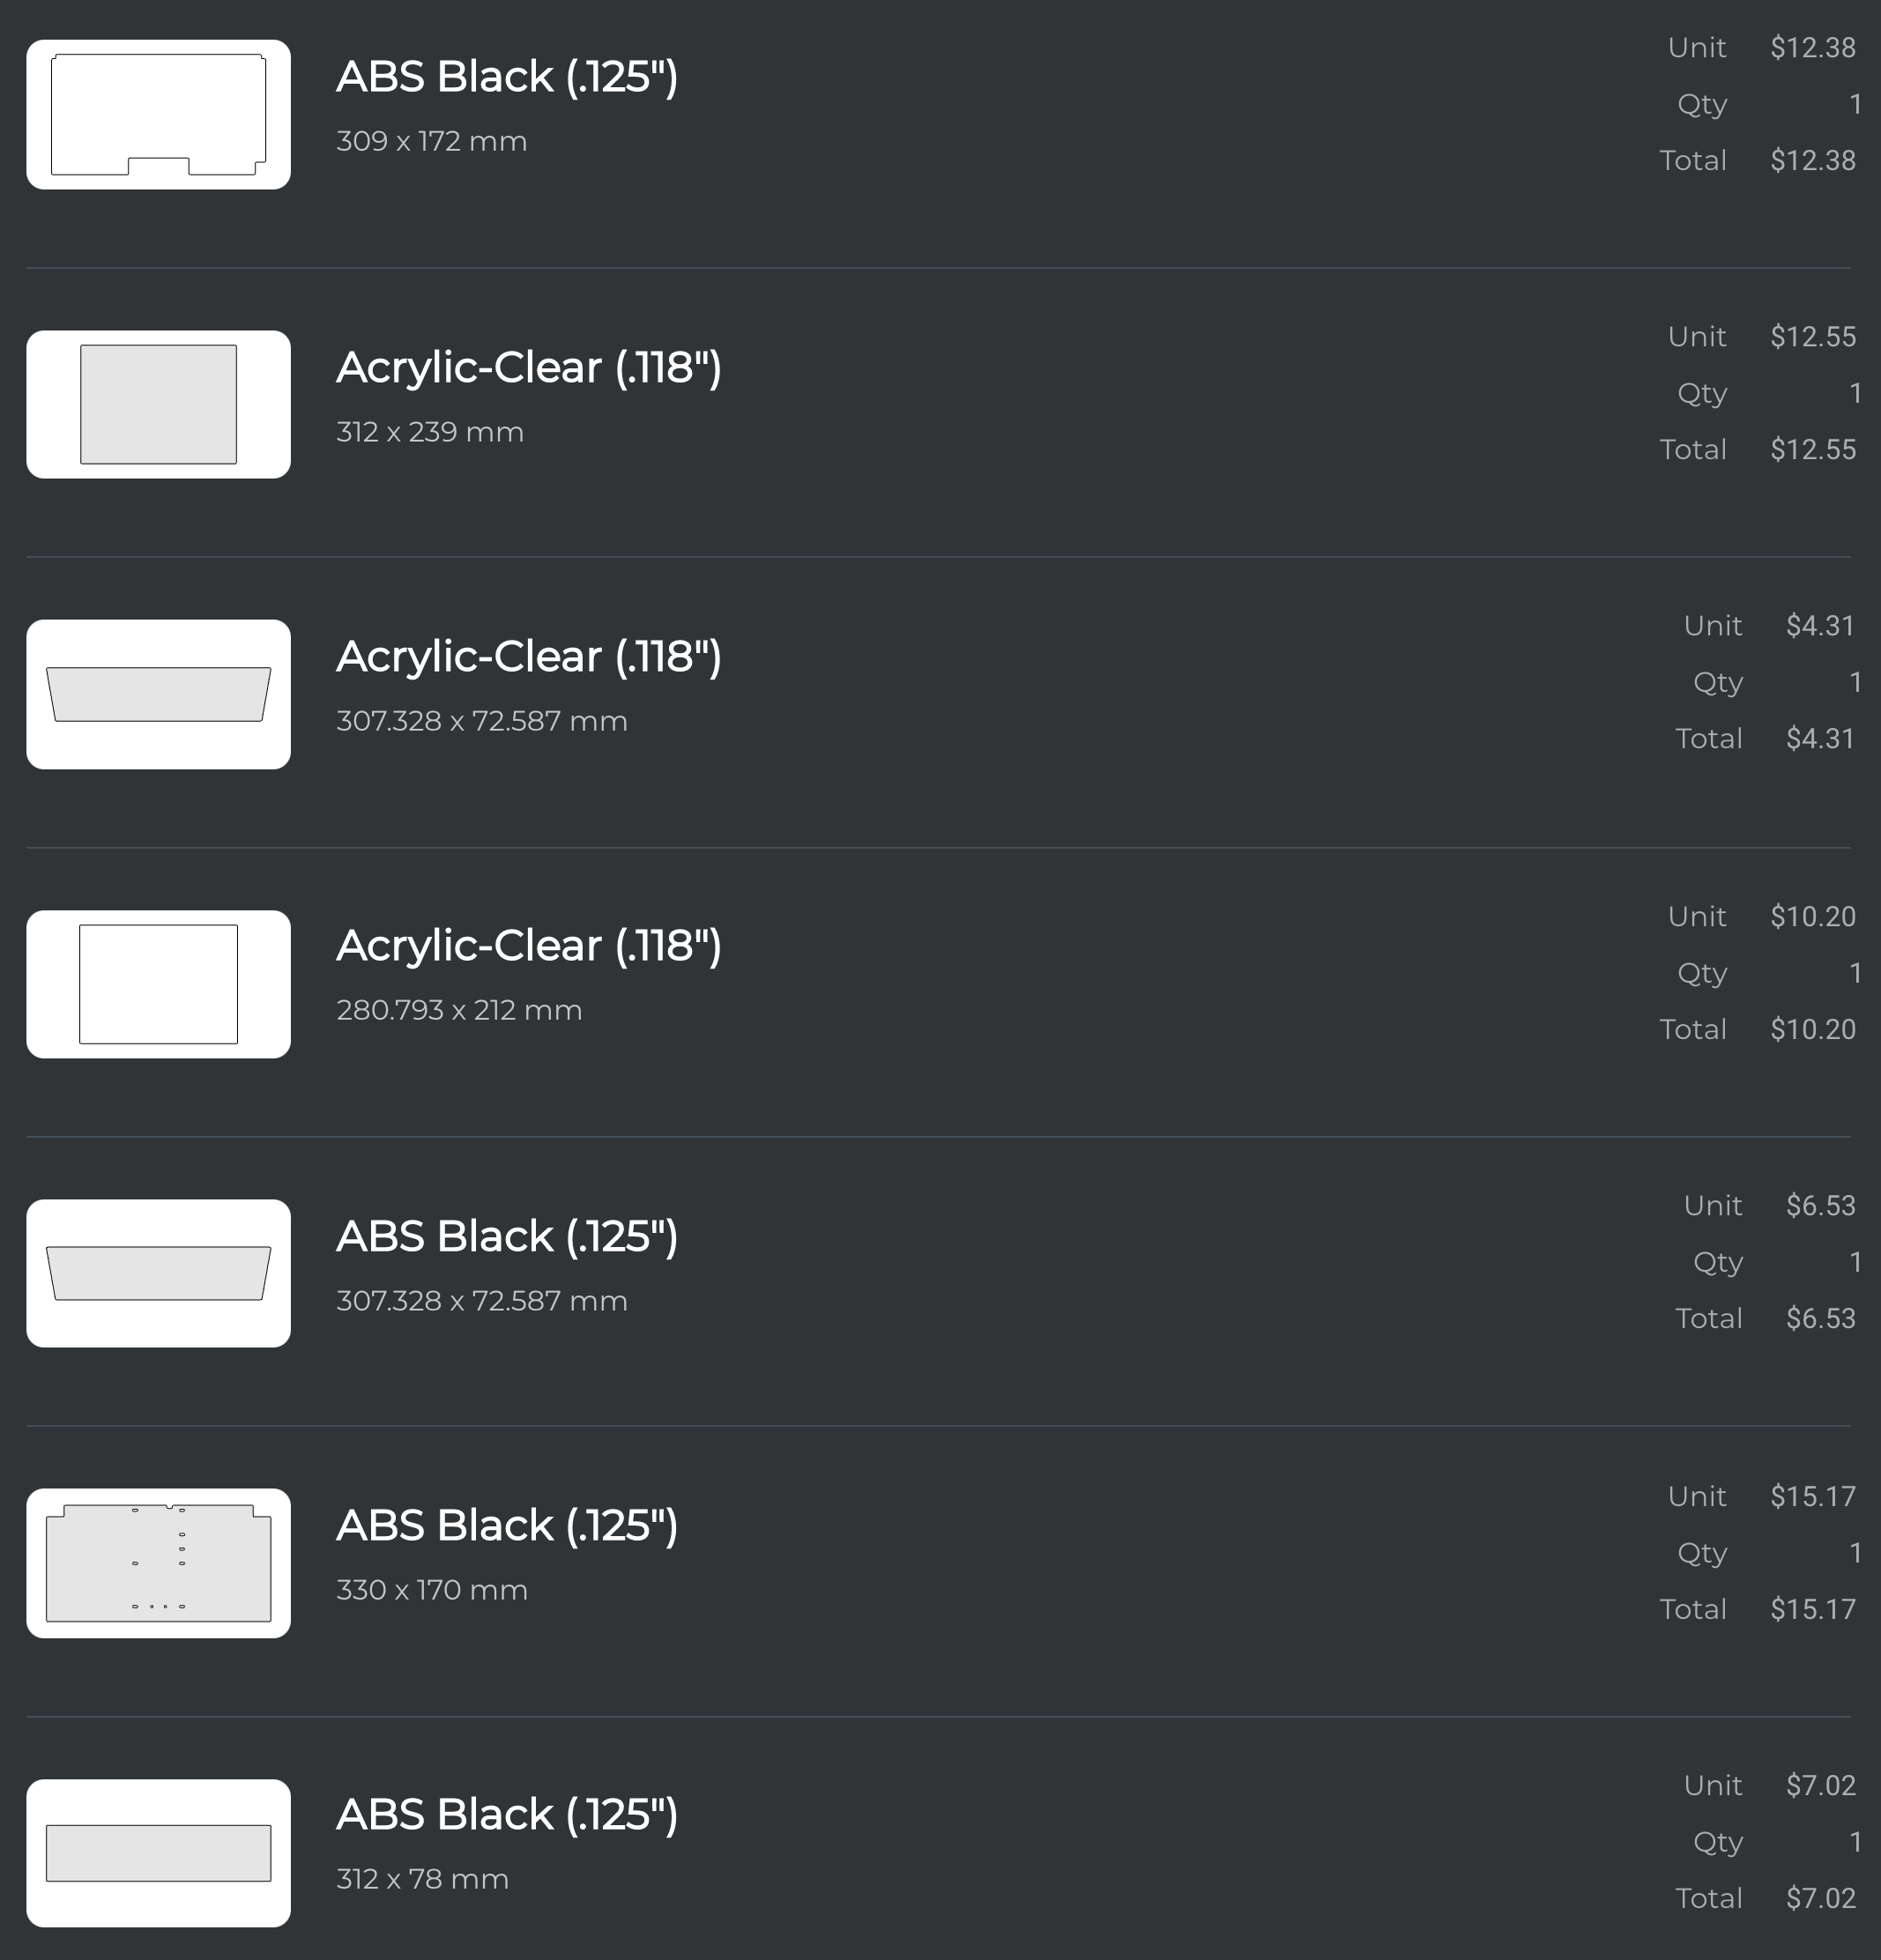 ABS Black (.125")
309 x 172 mm
Unit $12.38
Qty 1
Total $12.38
Acrylic-Clear (.118")
312 x 239 mm
Unit $12.55
Qty 1
Total $12.55
Acrylic-Clear (.118")
307.328 x 72.587 mm
Unit $4.31
Qty 1
Total $4.31
Acrylic-Clear (.118")
280.793 x 212 mm
Unit $10.20
Qty 1
Total $10.20
ABS Black (.125")
307.328 x 72.587 mm
Unit $6.53
Qty 1
Total $6.53
ABS Black (.125")
330 x 170 mm
Unit $15.17
Qty 1
Total $15.17
ABS Black (.125")
312 x 78 mm
Unit $7.02
Qty 1
Total $7.02